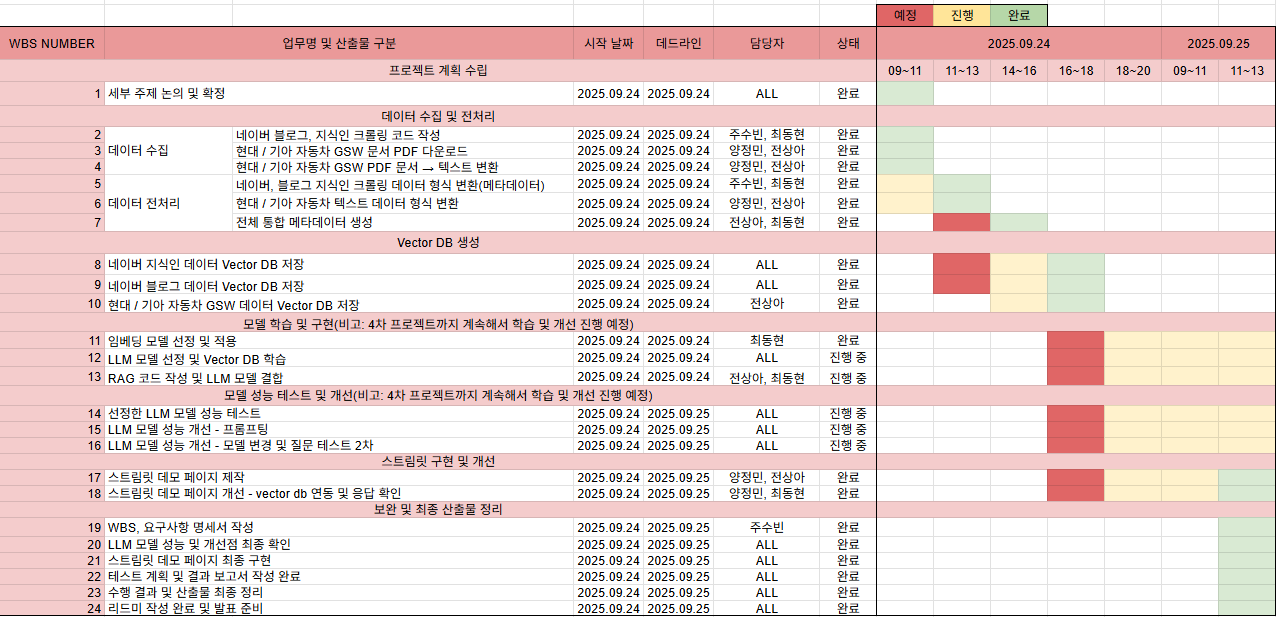 예정 진행 완료
WBS NUMBER 업무명 및 산출물 구분 시작 날짜 데드라인 담당자 상태 2025.09.24 2025.09.25
프로젝트 계획 수립 09~11 11~13 14~16 16~18 18~20 09~11 11~13
1 세부 주제 논의 및 확정 2025.09.24 2025.09.24 ALL 완료
데이터 수집 및 전처리
2 네이버 블로그, 지식인 크롤링 코드 작성 2025.09.24 2025.09.24 주수빈, 최동현 완료
3 데이터 수집 현대 / 기아 자동차 GSW 문서 PDF 다운로드 2025.09.24 2025.09.24 양정민, 전상아 완료
4 현대 / 기아 자동차 GSW PDF 문서 → 텍스트 변환 2025.09.24 2025.09.24 양정민, 전상아 완료
5 네이버, 블로그 지식인 크롤링 데이터 형식 변환(메타데이터) 2025.09.24 2025.09.24 주수빈, 최동현 완료
6 데이터 전처리 현대 / 기아 자동차 텍스트 데이터 형식 변환 2025.09.24 2025.09.24 양정민, 전상아 완료
7 전체 통합 메타데이터 생성 2025.09.24 2025.09.24 전상아, 최동현 완료
Vector DB 생성
8 네이버 지식인 데이터 Vector DB 저장 2025.09.24 2025.09.24 ALL 완료
9 네이버 블로그 데이터 Vector DB 저장 2025.09.24 2025.09.24 ALL 완료
10 현대 / 기아 자동차 GSW 데이터 Vector DB 저장 2025.09.24 2025.09.24 전상아 완료
모델 학습 및 구현(비고: 4차 프로젝트까지 계속해서 학습 및 개선 진행 예정)
11 임베딩 모델 선정 및 적용 2025.09.24 2025.09.24 최동현 완료
12 LLM 모델 선정 및 Vector DB 학습 2025.09.24 2025.09.24 ALL 진행 중
13 RAG 코드 작성 및 LLM 모델 결합 2025.09.24 2025.09.24 전상아, 최동현 진행 중
모델 성능 테스트 및 개선(비고: 4차 프로젝트까지 계속해서 학습 및 개선 진행 예정)
14 선정한 LLM 모델 성능 테스트 2025.09.24 2025.09.25 ALL 진행 중
15 LLM 모델 성능 개선 - 프롬프팅 2025.09.24 2025.09.25 ALL 진행 중
16 LLM 모델 성능 개선 - 모델 변경 및 질문 테스트 2차 2025.09.24 2025.09.25 ALL 진행 중
스트림릿 구현 및 개선
17 스트림릿 데모 페이지 제작 2025.09.24 2025.09.25 양정민, 전상아 완료
18 스트림릿 데모 페이지 개선 - vector db 연동 및 응답 확인 2025.09.24 2025.09.25 양정민, 최동현 완료
보완 및 최종 산출물 정리
19 WBS, 요구사항 명세서 작성 2025.09.24 2025.09.25 주수빈 완료
20 LLM 모델 성능 및 개선점 최종 확인 2025.09.24 2025.09.25 ALL 완료
21 스트림릿 데모 페이지 최종 구현 2025.09.24 2025.09.25 ALL 완료
22 테스트 계획 및 결과 보고서 작성 완료 2025.09.24 2025.09.25 ALL 완료
23 수행 결과 및 산출물 최종 정리 2025.09.24 2025.09.25 ALL 완료
24 리드미 작성 완료 및 발표 준비 2025.09.24 2025.09.25 ALL 완료